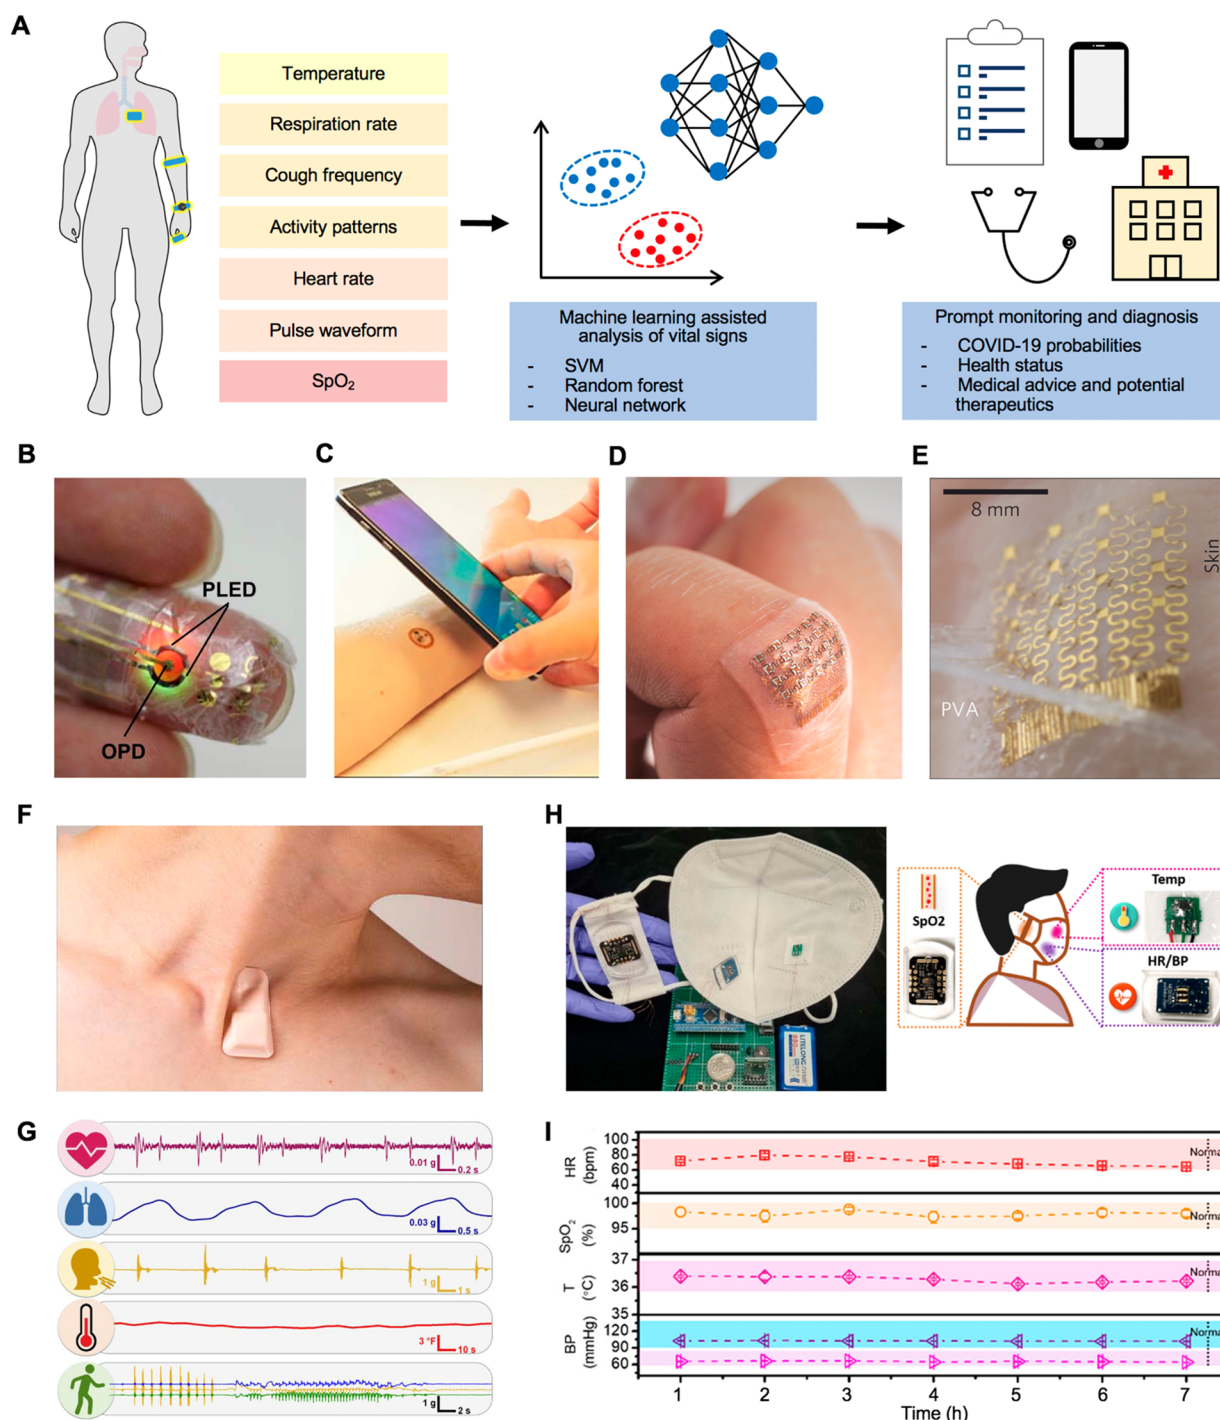 A
Temperature
Respiration rate
Cough frequency
Activity patterns
Heart rate
Pulse waveform
SpO₂
Machine learning assisted
analysis of vital signs
- SVM
- Random forest
- Neural network
Prompt monitoring and diagnosis
- COVID-19 probabilities
- Health status
- Medical advice and potential
therapeutics
B
PLED
OPD
C
D
E
8 mm
Skin
PVA
F
H
LITELONG
SpO2
Temp
HR/BP
G
0.01 g
0.2 s
0.03 g
0.5 s
1 g
1 s
3 °F
10 s
1 g
2 s
I
HR
(bpm)
100
80
60
40
Norma
SpO₂
(%)
100
95
Norma
T
(°C)
37
36
35
Norma
BP
(mmHg)
120
90
60
Norma
1 2 3 4 5 6 7
Time (h)